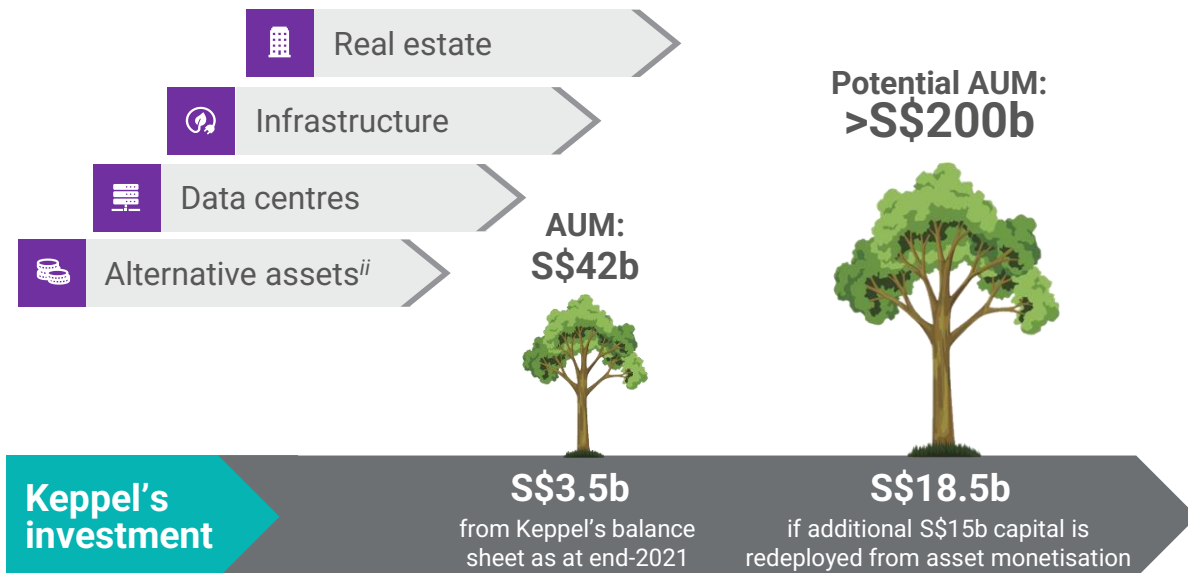 Real estate
Infrastructure
Data centres
Alternative assetsⁱⁱ
AUM:
S$42b
Potential AUM:
>S$200b
Keppel’s
investment
S$3.5b
from Keppel’s balance
sheet as at end-2021
S$18.5b
if additional S$15b capital is
redeployed from asset monetisation